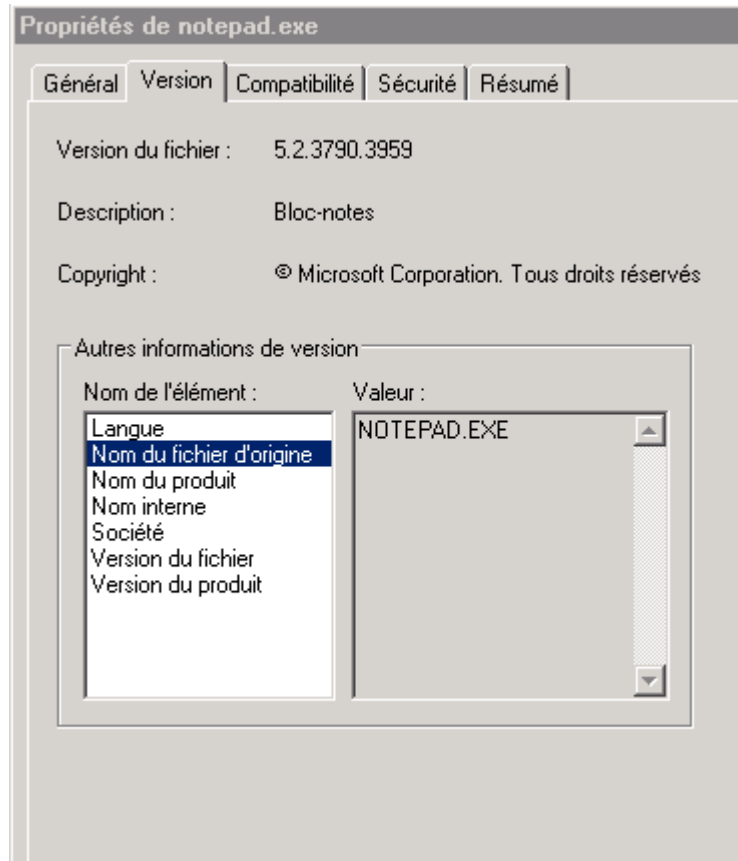 Propriétés de notepad.exe
Général Version Compatibilité Sécurité Résumé
Version du fichier : 5.2.3790.3959
Description : Bloc-notes
Copyright : © Microsoft Corporation. Tous droits réservés
Autres informations de version
Nom de l'élément : Valeur :
Langue NOTEPAD.EXE
Nom du fichier d'origine
Nom du produit
Nom interne
Société
Version du fichier
Version du produit